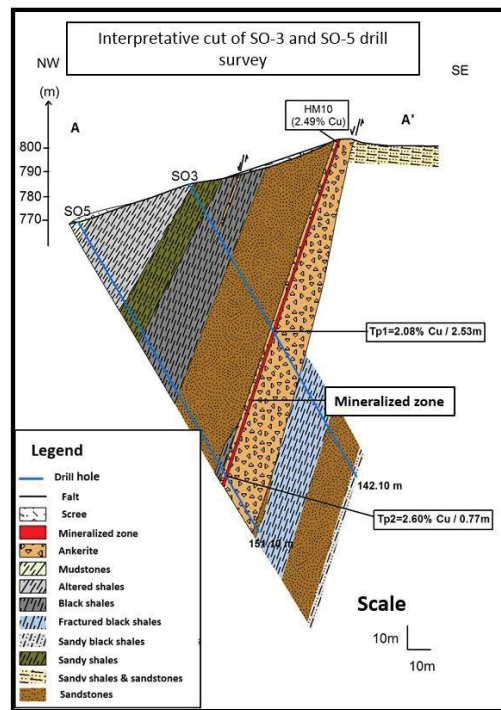 Interpretative cut of SO-3 and SO-5 drill
survey
NW
SE
(m)
A
HM10
(2.49% Cu)
A'
800
790
780
770
SO3
SO5
Tp1=2.08% Cu / 2.53m
Mineralized zone
142.10 m
Tp2=2.60% Cu / 0.77m
151.10 m
Legend
Drill hole
Falt
Scree
Mineralized zone
Ankerite
Mudstones
Altered shales
Black shales
Fractured black shales
Sandy black shales
Sandy shales
Sandy shales & sandstones
Sandstones
Scale
10m
10m